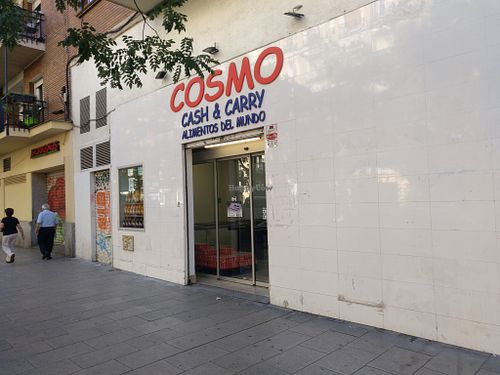 COSMO
CASH & CARRY
ALIMENTOS DEL MUNDO